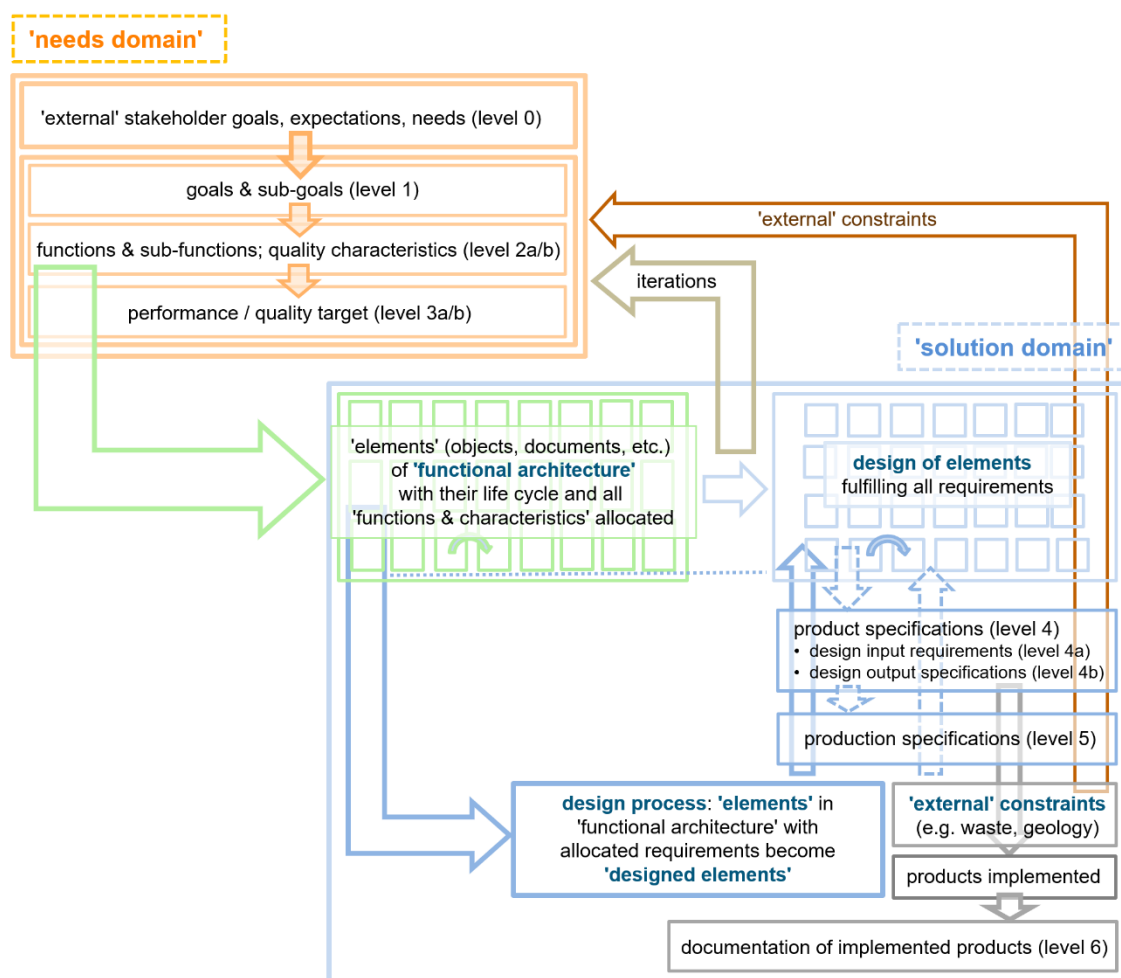 'needs domain'
'external' stakeholder goals, expectations, needs (level 0)
goals & sub-goals (level 1)
functions & sub-functions; quality characteristics (level 2a/b)
performance / quality target (level 3a/b)
'external' constraints
iterations
'solution domain'
'elements' (objects, documents, etc.)
of 'functional architecture'
with their life cycle and all
'functions & characteristics' allocated
design of elements
fulfilling all requirements
product specifications (level 4)
• design input requirements (level 4a)
• design output specifications (level 4b)
production specifications (level 5)
design process: 'elements' in
'functional architecture' with
allocated requirements become
'designed elements'
'external' constraints
(e.g. waste, geology)
products implemented
documentation of implemented products (level 6)